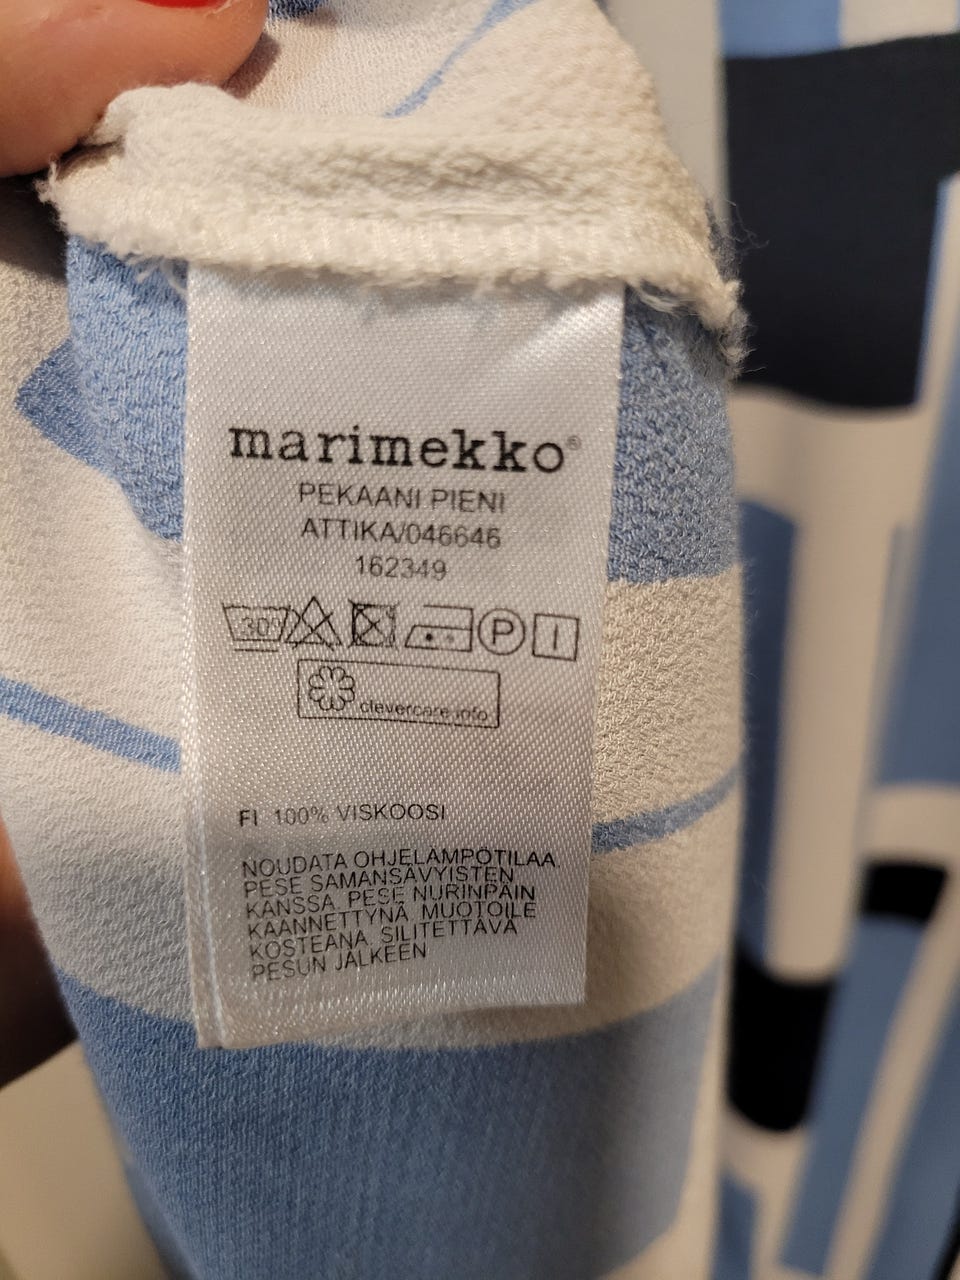 marimekko®
PEKAANI PIENI
ATTIKA/046646
162349
30° P I
clevercare.info
FI 100% VISKOOSI
NOUDATA OHJELÄMPÖTILAA
PESE SAMANSÄVYISTEN
KANSSA. PESE NURINPÄIN
KÄÄNNETTYNÄ MUOTOILE
KOSTEANA SILITETTÄVÄ
PESUN JÄLKEEN